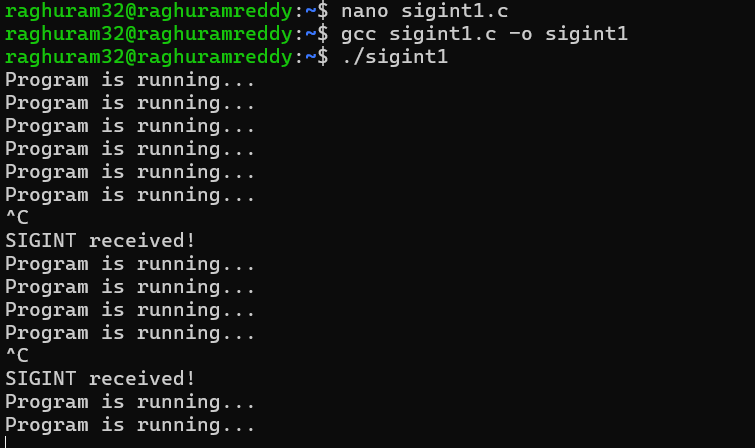 raghuram32@raghuramreddy:~$ nano sigint1.c
raghuram32@raghuramreddy:~$ gcc sigint1.c -o sigint1
raghuram32@raghuramreddy:~$ ./sigint1
Program is running...
Program is running...
Program is running...
Program is running...
Program is running...
Program is running...
^C
SIGINT received!
Program is running...
Program is running...
Program is running...
Program is running...
^C
SIGINT received!
Program is running...
Program is running...